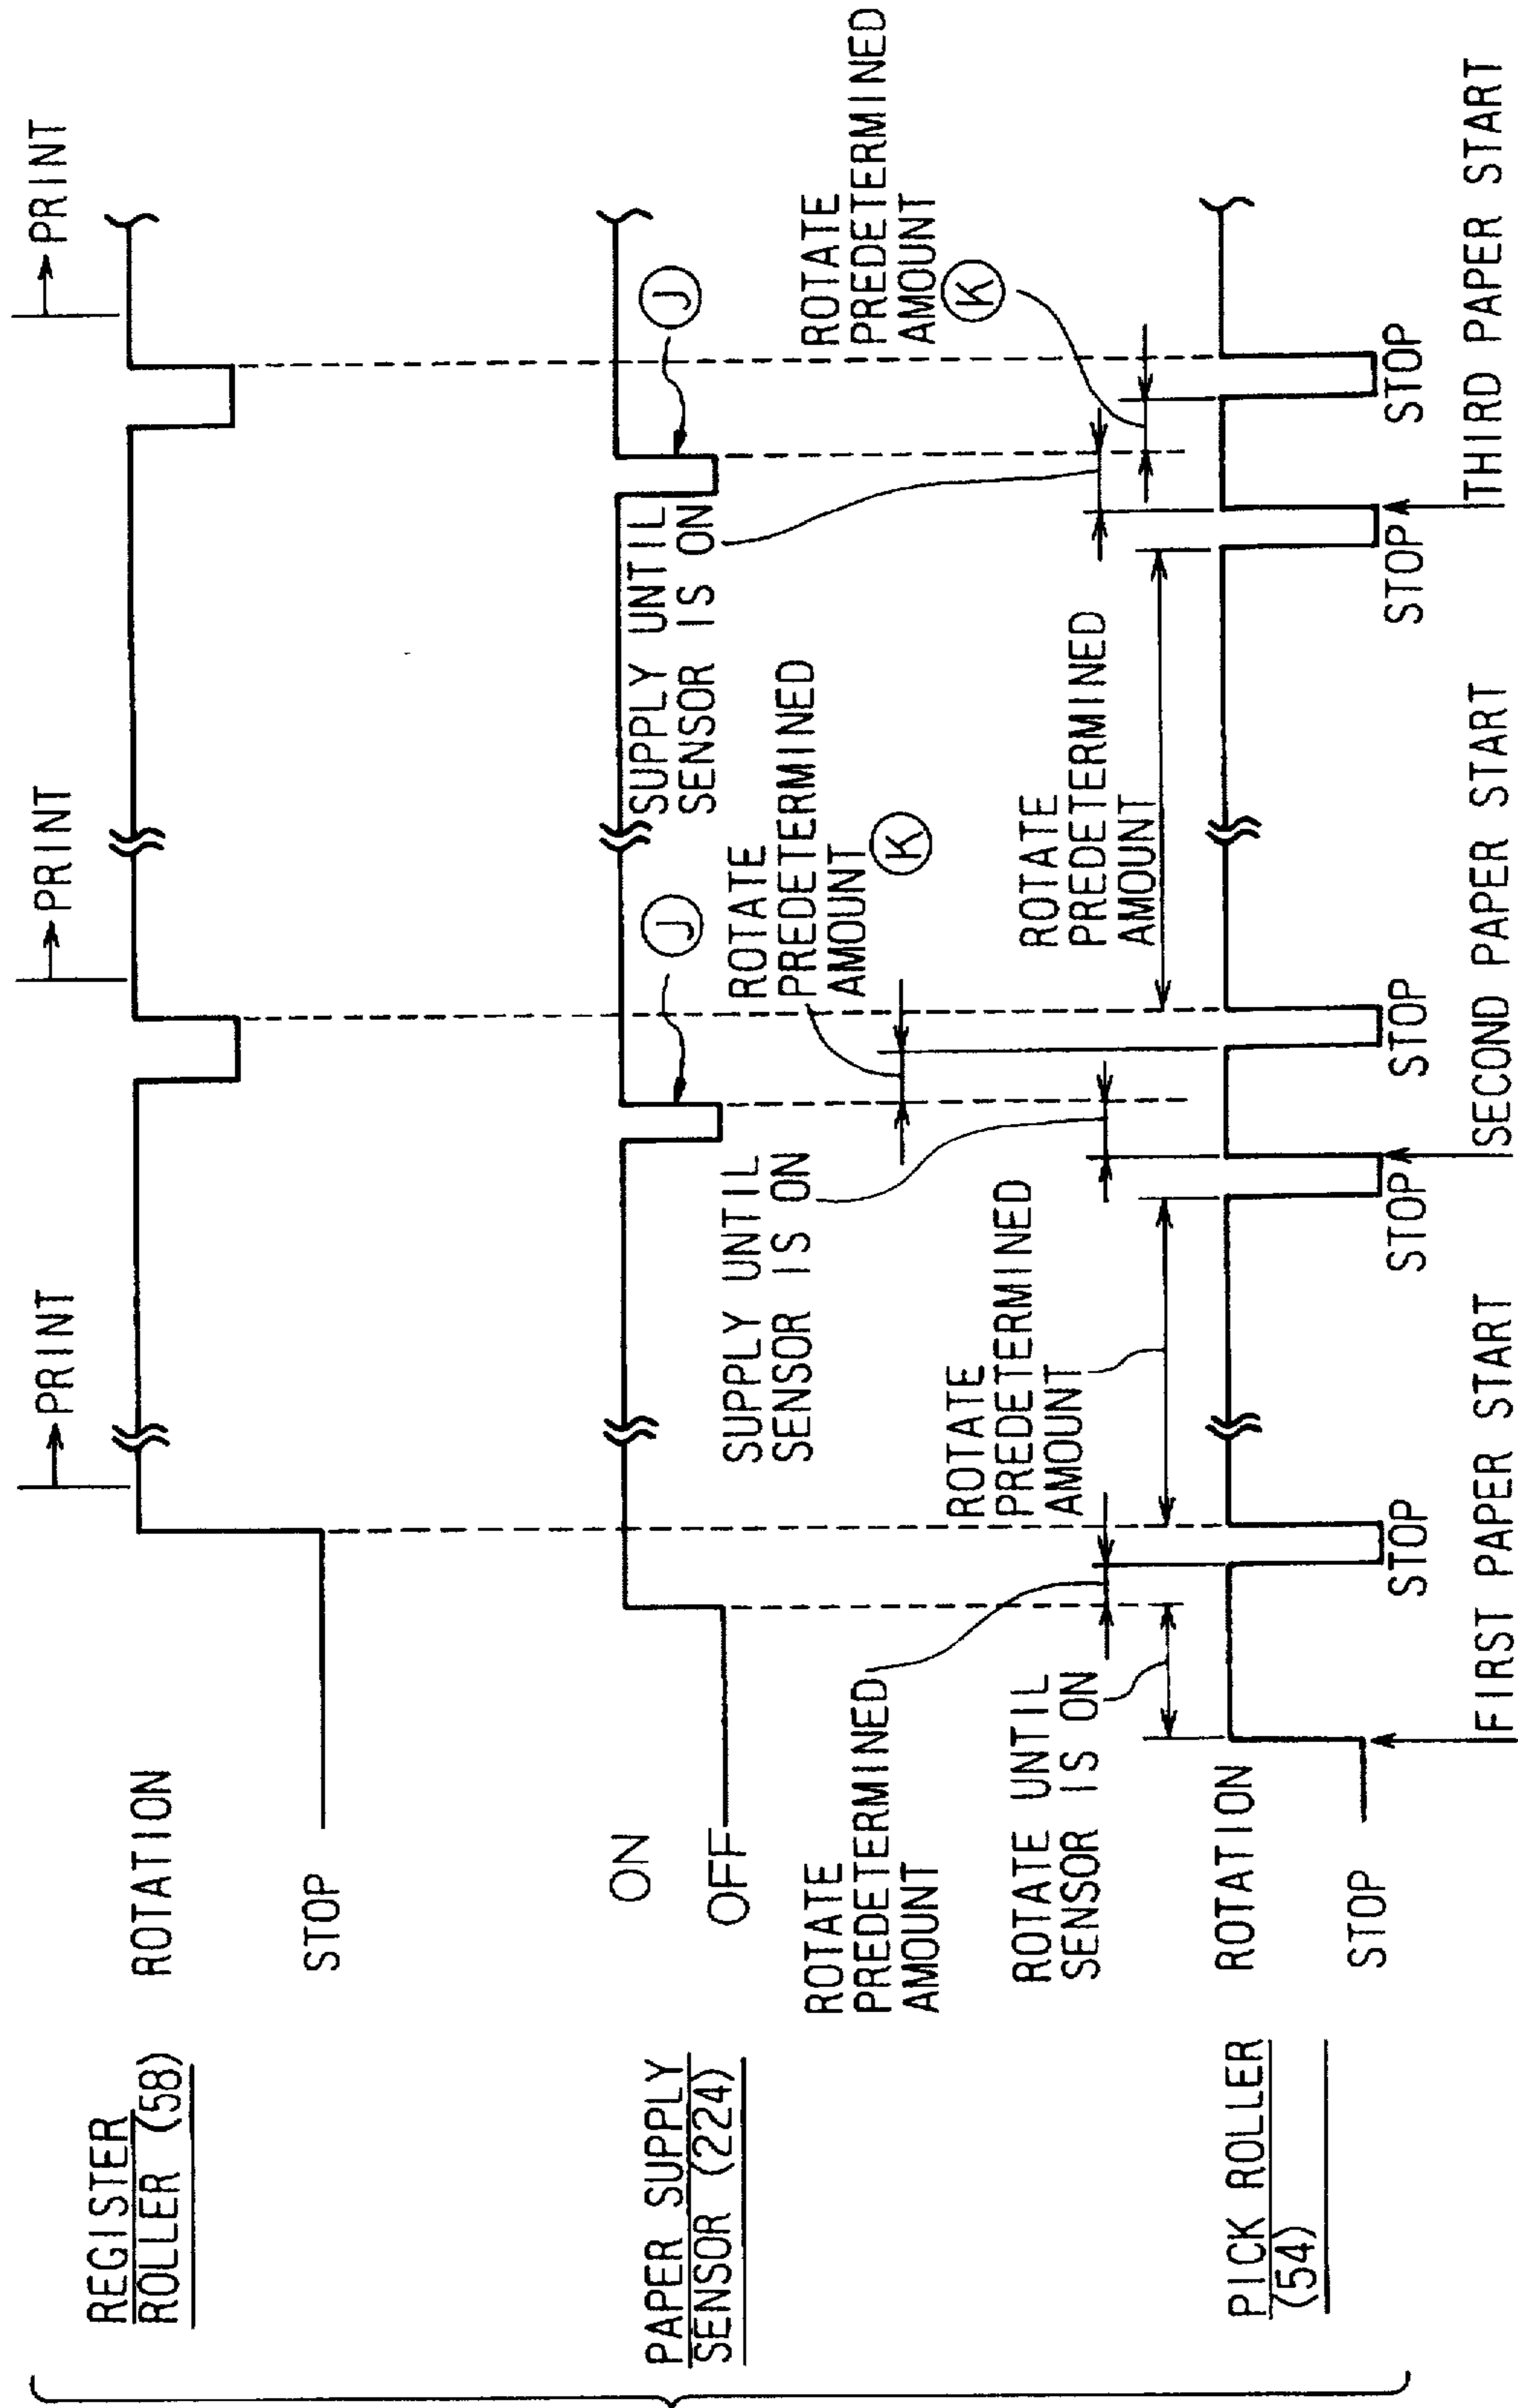 REGISTER
ROLLER (58)
ROTATION
STOP
PRINT
PRINT
PRINT
PAPER SUPPLY
SENSOR (224)
ON
OFF
J
J
SUPPLY UNTIL
SENSOR IS ON
SUPPLY UNTIL
SENSOR IS ON
ROTATE
PREDETERMINED
AMOUNT
K
ROTATE
PREDETERMINED
AMOUNT
K
ROTATE
PREDETERMINED
AMOUNT
ROTATE UNTIL
SENSOR IS ON
ROTATE
PREDETERMINED
AMOUNT
ROTATE
PREDETERMINED
AMOUNT
PICK ROLLER
(54)
ROTATION
STOP
STOP
STOP
STOP
STOP
STOP
FIRST PAPER START
SECOND PAPER START
THIRD PAPER START